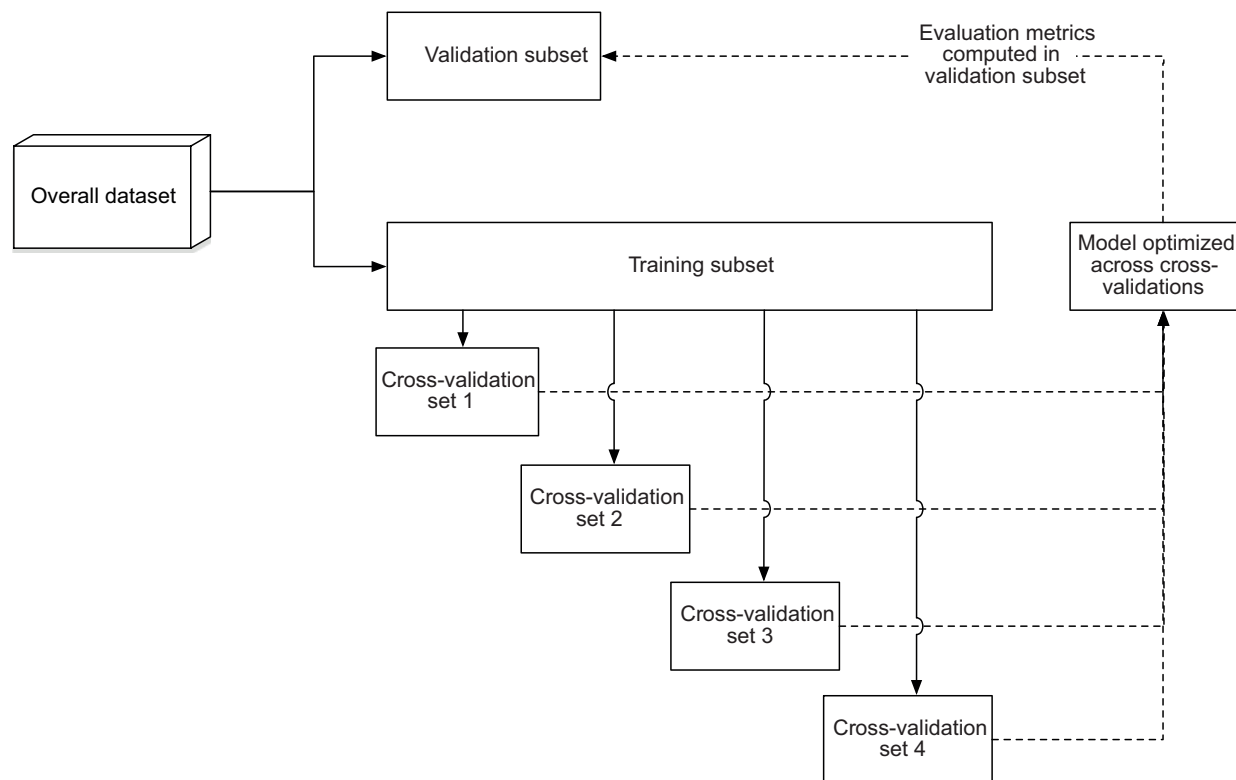 Validation subset
Evaluation metrics
computed in
validation subset
Overall dataset
Training subset
Model optimized
across cross-
validations
Cross-validation
set 1
Cross-validation
set 2
Cross-validation
set 3
Cross-validation
set 4